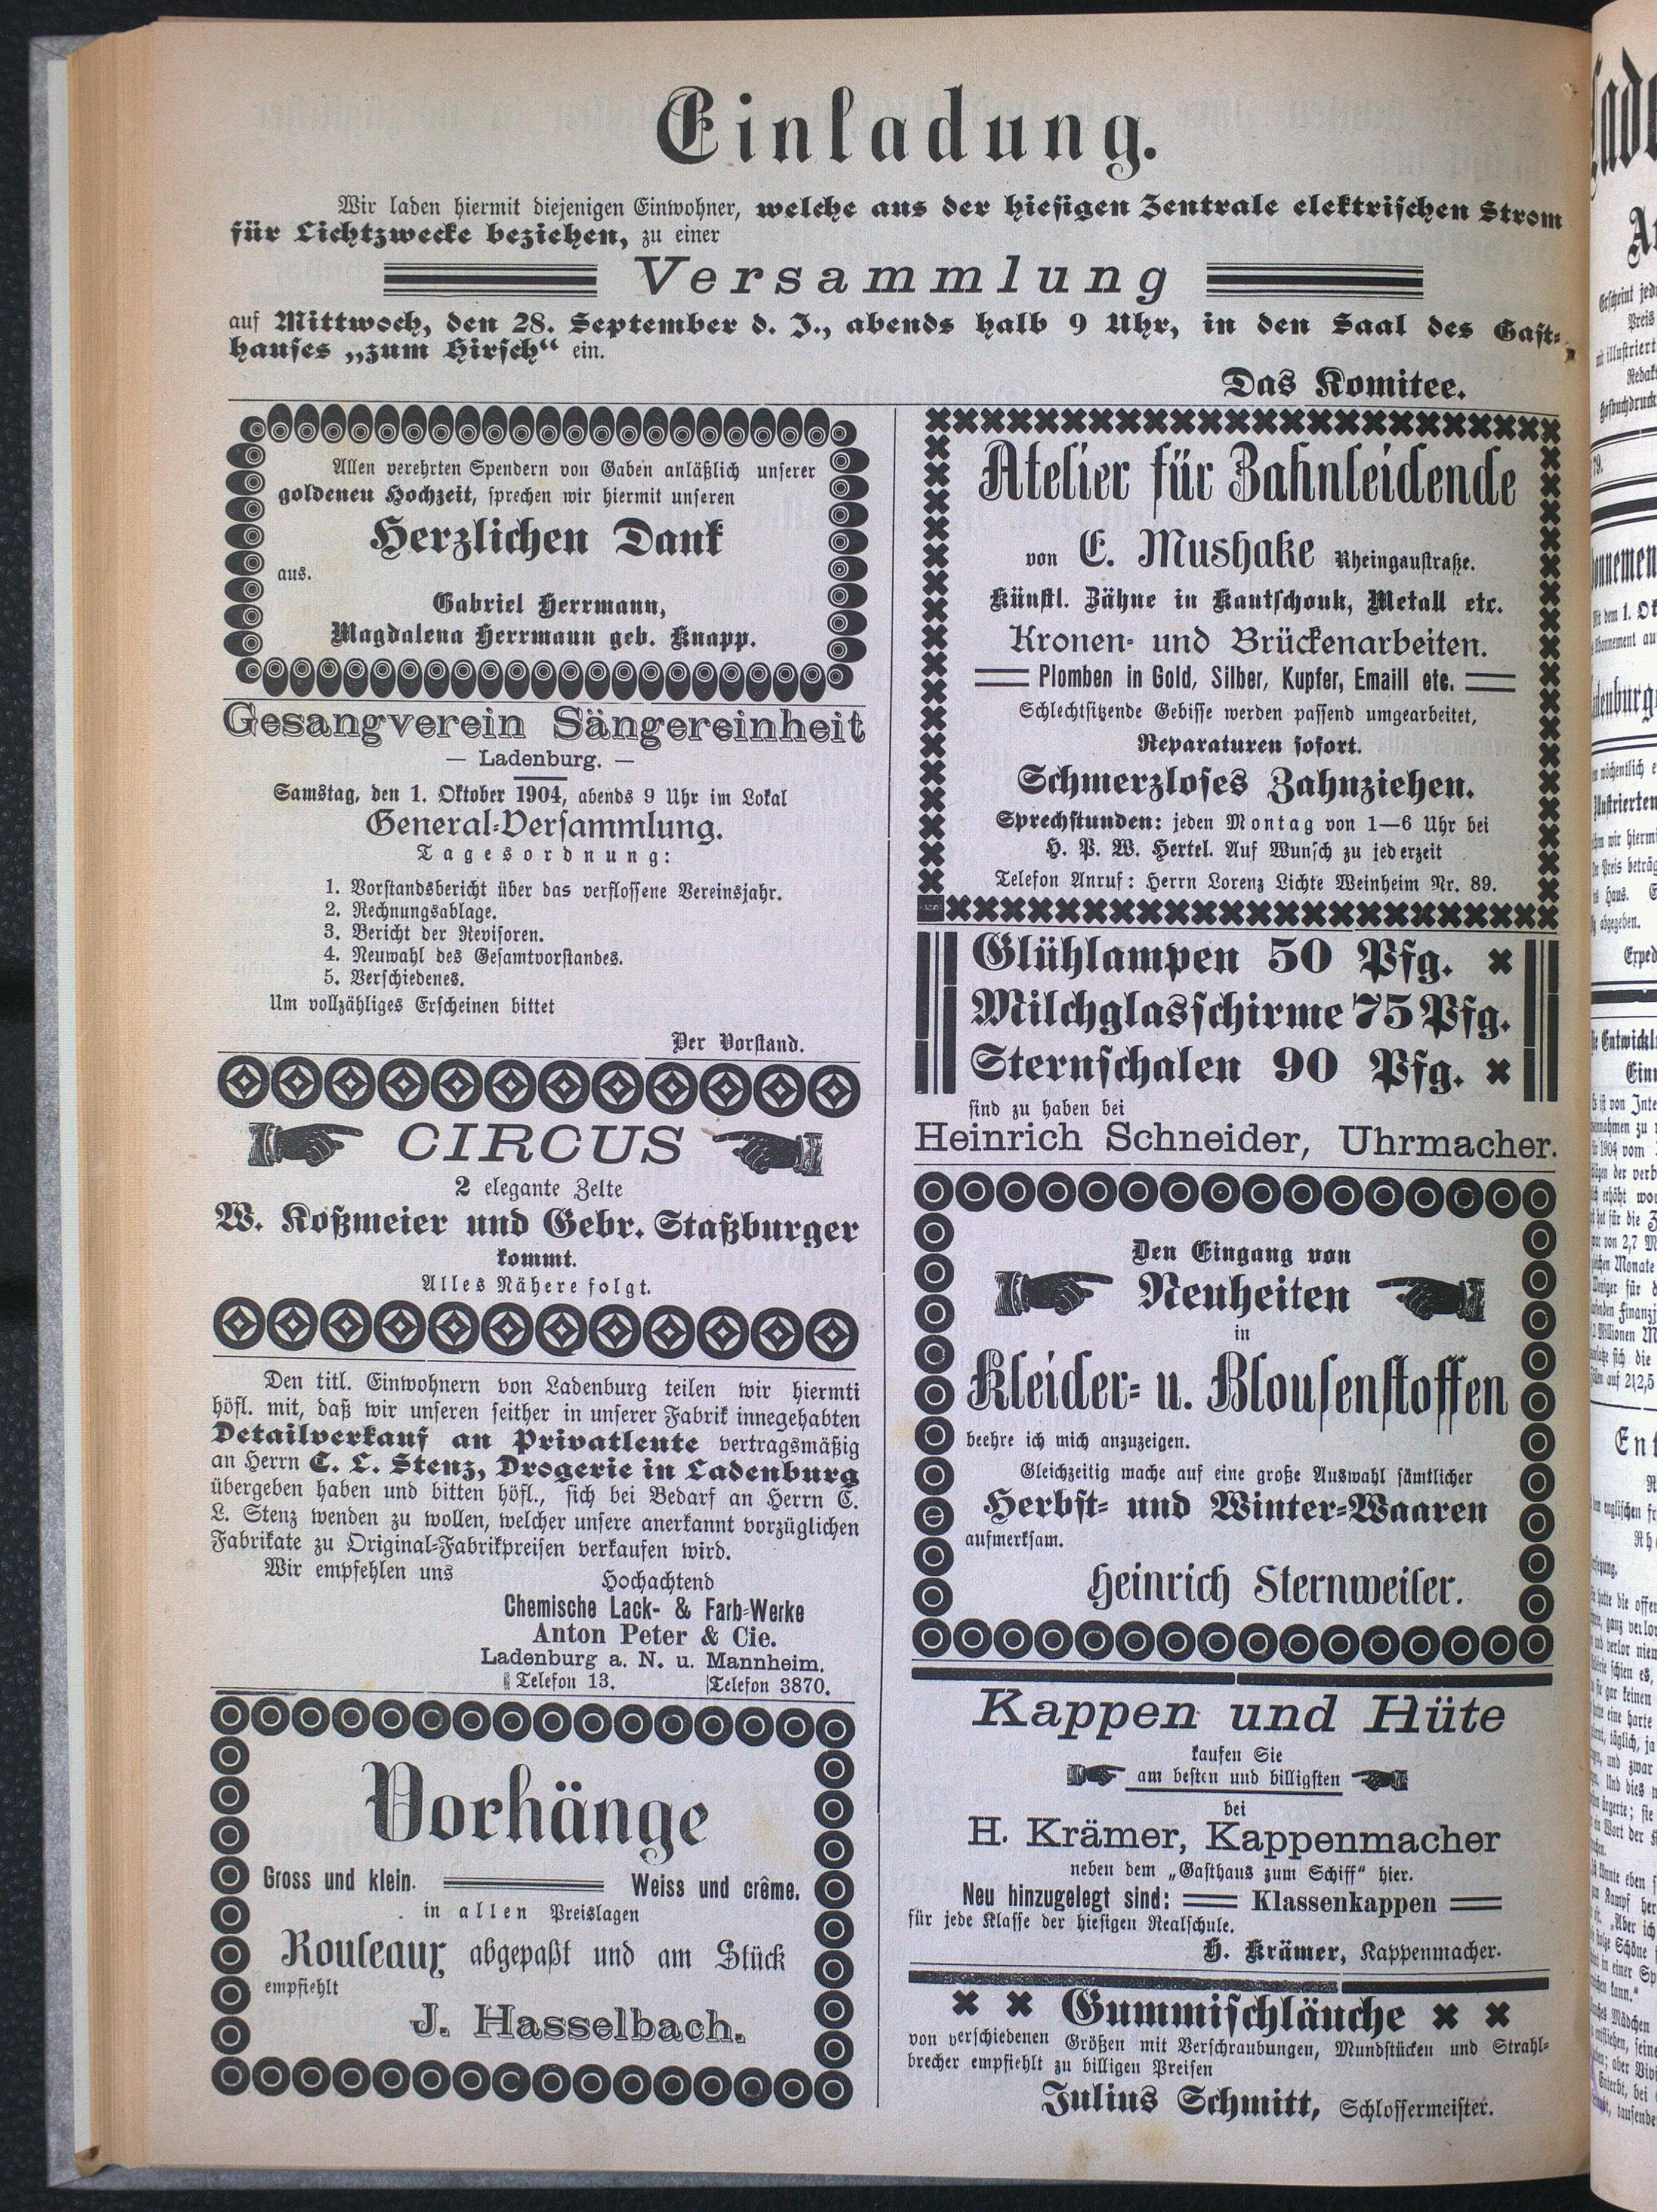 Einladung.
Wir laden hiermit diejenigen Einwohner, welche aus der hiesigen Zentrale elektrischen Strom
für Lichtzwecke beziehen, zu einer
Versammlung
auf Mittwoch, den 28. September d. J., abends halb 9 Uhr, in den Saal des Gast-
hauses „zum Hirsch“ ein.
Das Komitee.
Allen verehrten Spendern von Gaben anläßlich unserer
goldenen Hochzeit, sprechen wir hiermit unseren
Herzlichen Dank
aus.
Gabriel Herrmann,
Magdalena Herrmann geb. Knapp.
Gesangverein Sängereinheit
— Ladenburg. —
Samstag, den 1. Oktober 1904, abends 9 Uhr im Lokal
General-Versammlung.
Tagesordnung:
1. Vorstandsbericht über das verflossene Vereinsjahr.
2. Rechnungsablage.
3. Bericht der Revisoren.
4. Neuwahl des Gesamtvorstandes.
5. Verschiedenes.
Um vollzähliges Erscheinen bittet
Der Vorstand.
CIRCUS
2 elegante Zelte
W. Koßmeier und Gebr. Staßburger
kommt.
Alles Nähere folgt.
Den titl. Einwohnern von Ladenburg teilen wir hiermti
höfl. mit, daß wir unseren seither in unserer Fabrik innegehabten
Detailverkauf an Privatleute vertragsmäßig
an Herrn C. L. Stenz, Drogerie in Ladenburg
übergeben haben und bitten höfl., sich bei Bedarf an Herrn C.
L. Stenz wenden zu wollen, welcher unsere anerkannt vorzüglichen
Fabrikate zu Original-Fabrikpreisen verkaufen wird.
Wir empfehlen uns
Hochachtend
Chemische Lack- & Farb-Werke
Anton Peter & Cie.
Ladenburg a. N. u. Mannheim.
Telefon 13. Telefon 3870.
Vorhänge
Gross und klein. Weiss und crême.
in allen Preislagen
Rouleaux abgepaßt und am Stück
empfiehlt
J. Hasselbach.
Atelier für Zahnleidende
von E. Mushake Rheingaustraße.
Künstl. Zähne in Kautschouk, Metall etc.
Kronen- und Brückenarbeiten.
Plomben in Gold, Silber, Kupfer, Emaill etc.
Schlechtsitzende Gebisse werden passend umgearbeitet,
Reparaturen sofort.
Schmerzloses Zahnziehen.
Sprechstunden: jeden Montag von 1—6 Uhr bei
H. P. W. Hertel. Auf Wunsch zu jederzeit
Telefon Anruf: Herrn Lorenz Lichte Weinheim Nr. 89.
Glühlampen 50 Pfg.
Milchglasschirme 75 Pfg.
Sternschalen 90 Pfg.
sind zu haben bei
Heinrich Schneider, Uhrmacher.
Den Eingang von
Neuheiten
in
Kleider- u. Blousenstoffen
beehre ich mich anzuzeigen.
Gleichzeitig mache auf eine große Auswahl sämtlicher
Herbst- und Winter-Waaren
aufmerksam.
Heinrich Sternweiler.
Kappen und Hüte
kaufen Sie
am besten und billigsten
bei
H. Krämer, Kappenmacher
neben dem „Gasthaus zum Schiff“ hier.
Neu hinzugelegt sind: Klassenkappen
für jede Klasse der hiesigen Realschule.
H. Krämer, Kappenmacher.
Gummischläuche
von verschiedenen Größen mit Verschraubungen, Mundstücken und Strahl-
brecher empfiehlt zu billigen Preisen
Julius Schmitt, Schlossermeister.